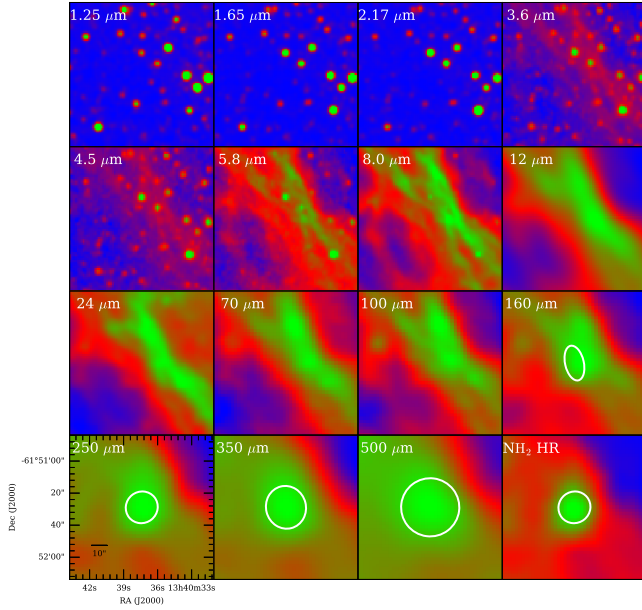 1.25 μm
1.65 μm
2.17 μm
3.6 μm
4.5 μm
5.8 μm
8.0 μm
12 μm
24 μm
70 μm
100 μm
160 μm
250 μm
350 μm
500 μm
NH₂ HR
-61°51'00"
20"
40"
52'00"
Dec (J2000)
10"
42s 39s 36s 13h40m33s
RA (J2000)